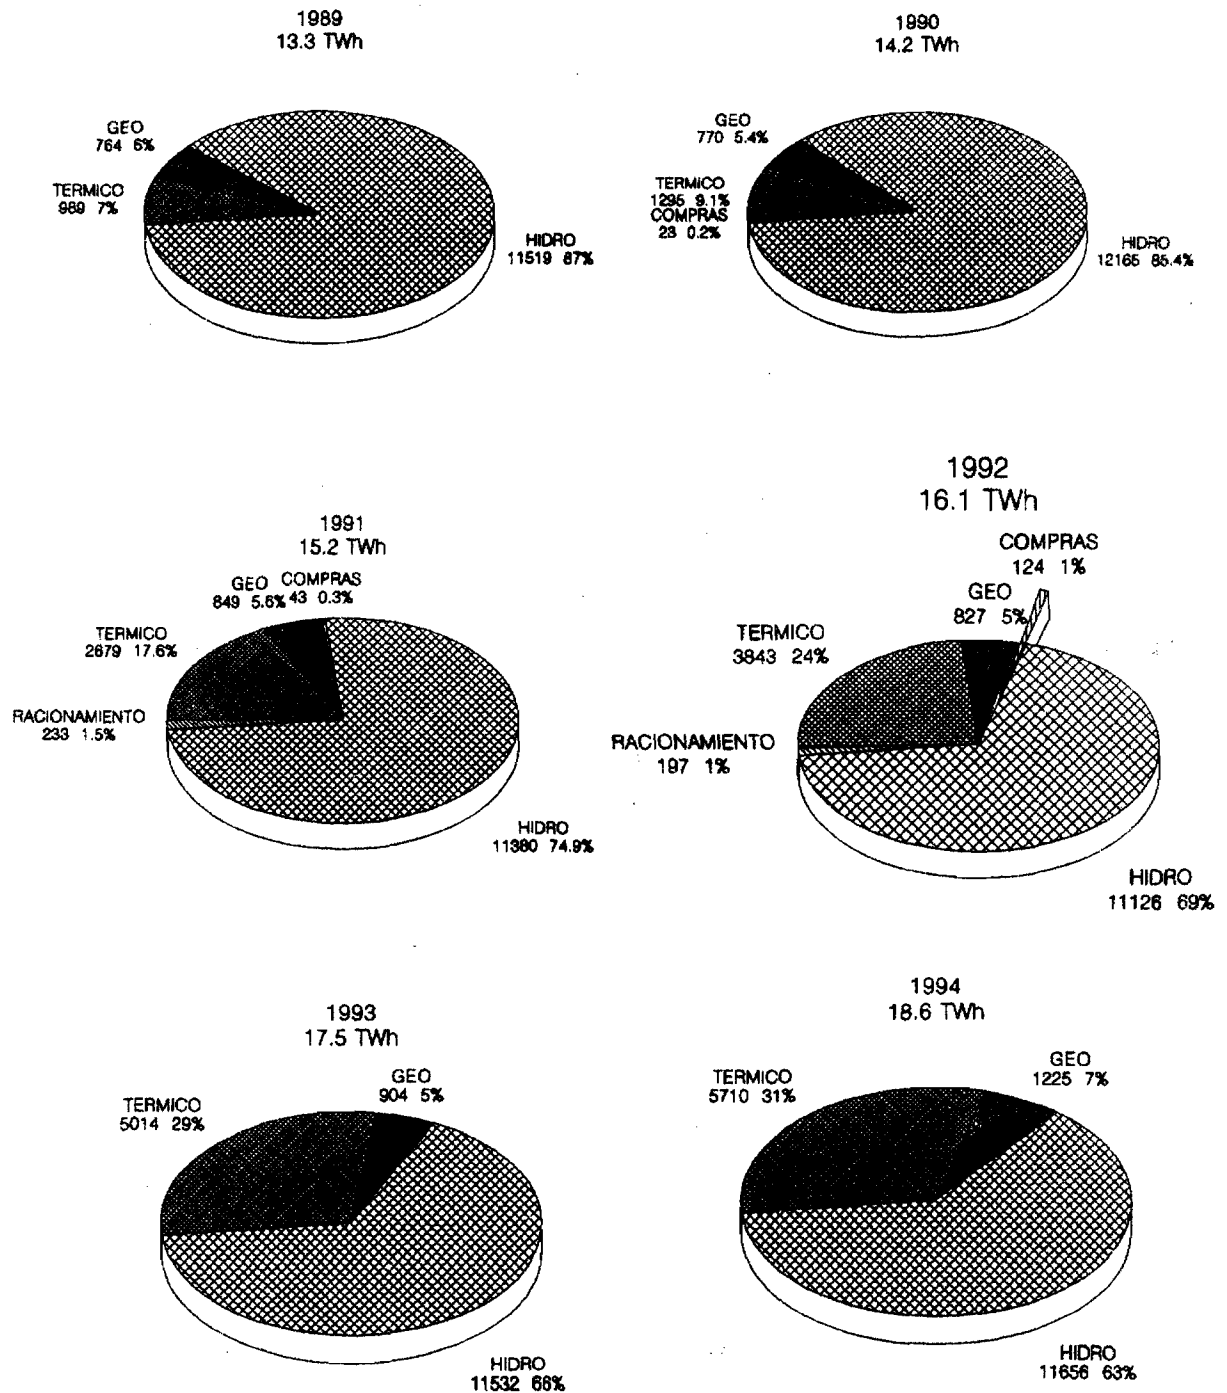 1989
13.3 TWh
GEO
764 6%
TERMICO
989 7%
HIDRO
11519 87%
1990
14.2 TWh
GEO
770 5.4%
TERMICO
1295 9.1%
COMPRAS
23 0.2%
HIDRO
12165 85.4%
1991
15.2 TWh
GEO COMPRAS
849 5.6% 43 0.3%
TERMICO
2679 17.6%
RACIONAMIENTO
233 1.5%
HIDRO
11380 74.9%
1992
16.1 TWh
COMPRAS
124 1%
GEO
827 5%
TERMICO
3843 24%
RACIONAMIENTO
197 1%
HIDRO
11126 69%
1993
17.5 TWh
GEO
904 5%
TERMICO
5014 29%
HIDRO
11532 66%
1994
18.6 TWh
GEO
1225 7%
TERMICO
5710 31%
HIDRO
11656 63%